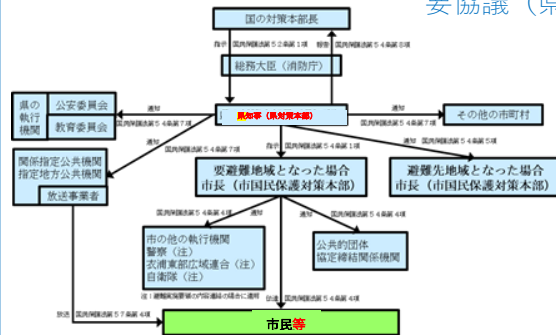 要協議（県
国の対策本部長
指示 国民保護法第５２条第１項
報告 国民保護法第５４条第８項
総務大臣（消防庁）
県の
執行
機関
公安委員会
教育委員会
通知
国民保護法第５４条第７項
県知事（県対策本部）
通知
国民保護法第５４条第７項
その他の市町村
通知
国民保護法第５４条第７項
指示 国民保護法第５４条第１項
通知 国民保護法第５４条第５項
関係指定公共機関
指定地方公共機関
放送事業者
要避難地域となった場合
市長（市国民保護対策本部）
避難先地域となった場合
市長（市国民保護対策本部）
国民保護法第５４条第４項
通知
通知
国民保護法第５４条第４項
市の他の執行機関
警察（注）
衣浦東部広域連合（注）
自衛隊（注）
公共的団体
協定締結関係機関
注：避難実施要領の内容連絡の場合に適用
放送 国民保護法第５７条第４項
伝達 国民保護法第５４条第４項
市民等